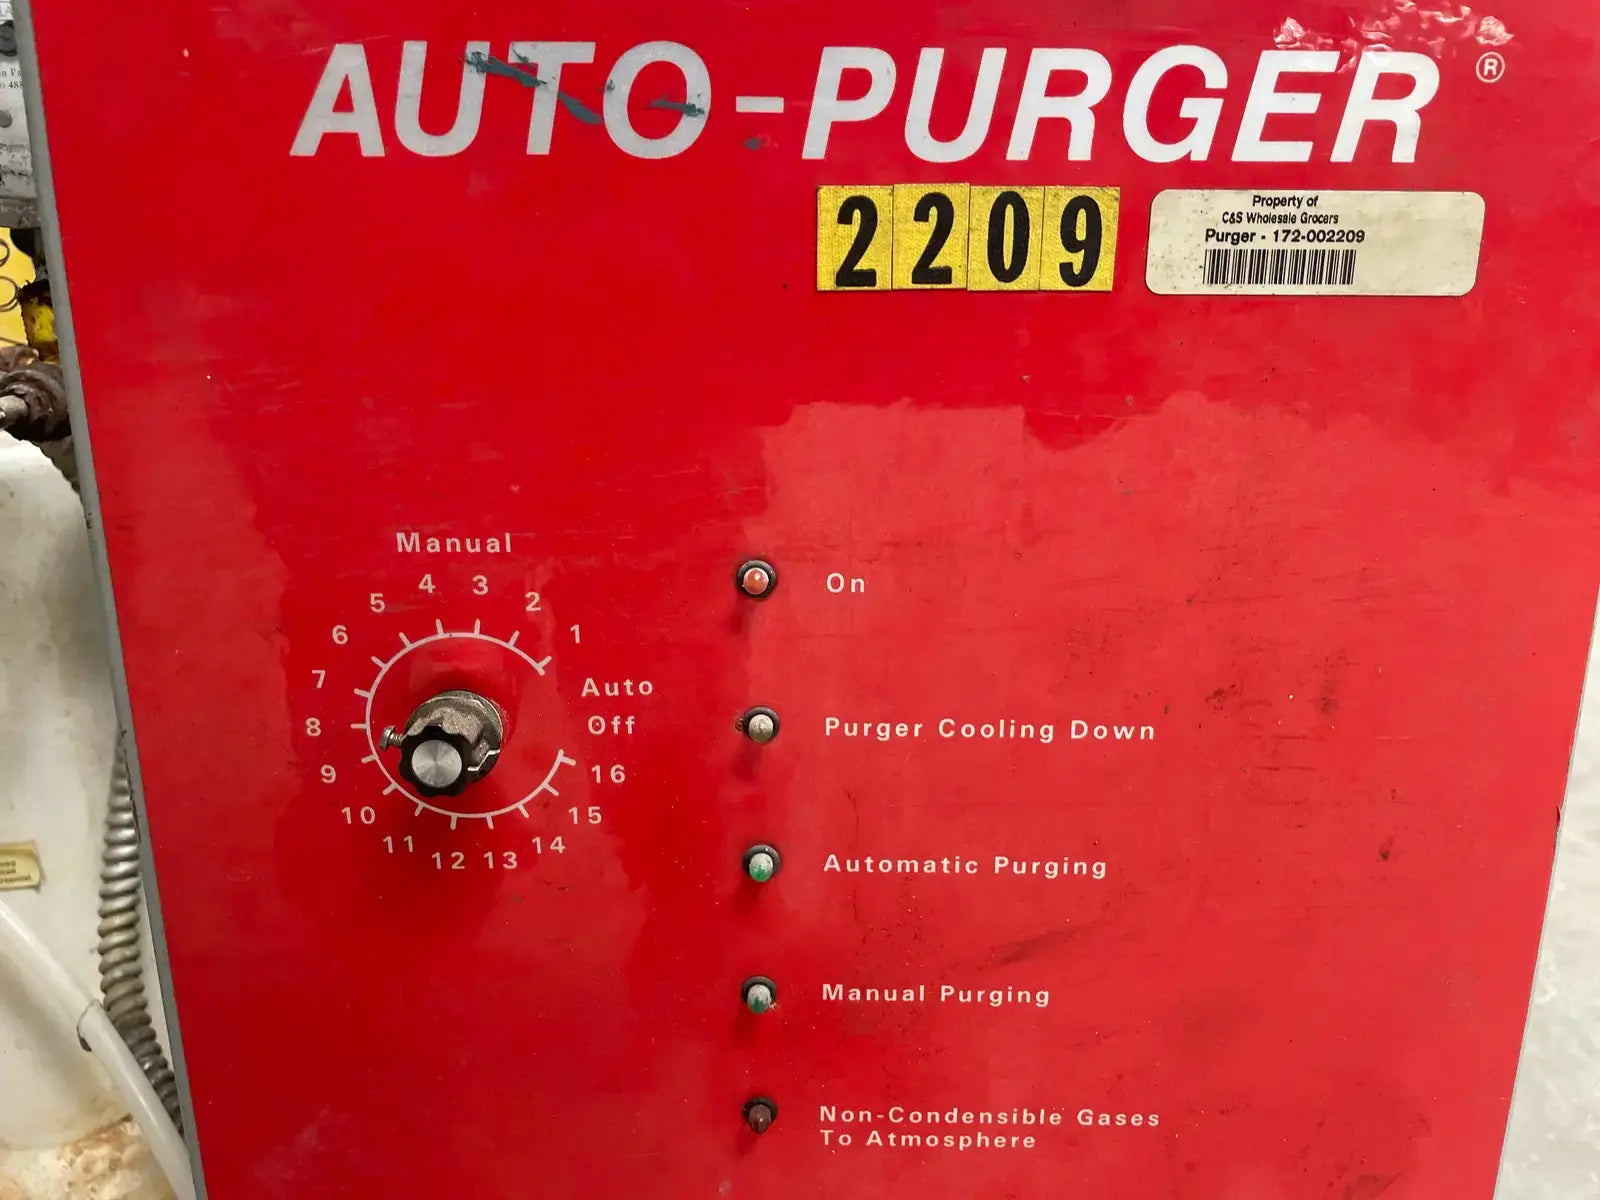 AUTO-PURGER®
2209
Property of
C&S Wholesale Grocers
Purger - 172-002209
Manual
1
2
3
4
5
6
7
8
9
10
11
12
13
14
15
16
Auto
Off
On
Purger Cooling Down
Automatic Purging
Manual Purging
Non-Condensible Gases
To Atmosphere